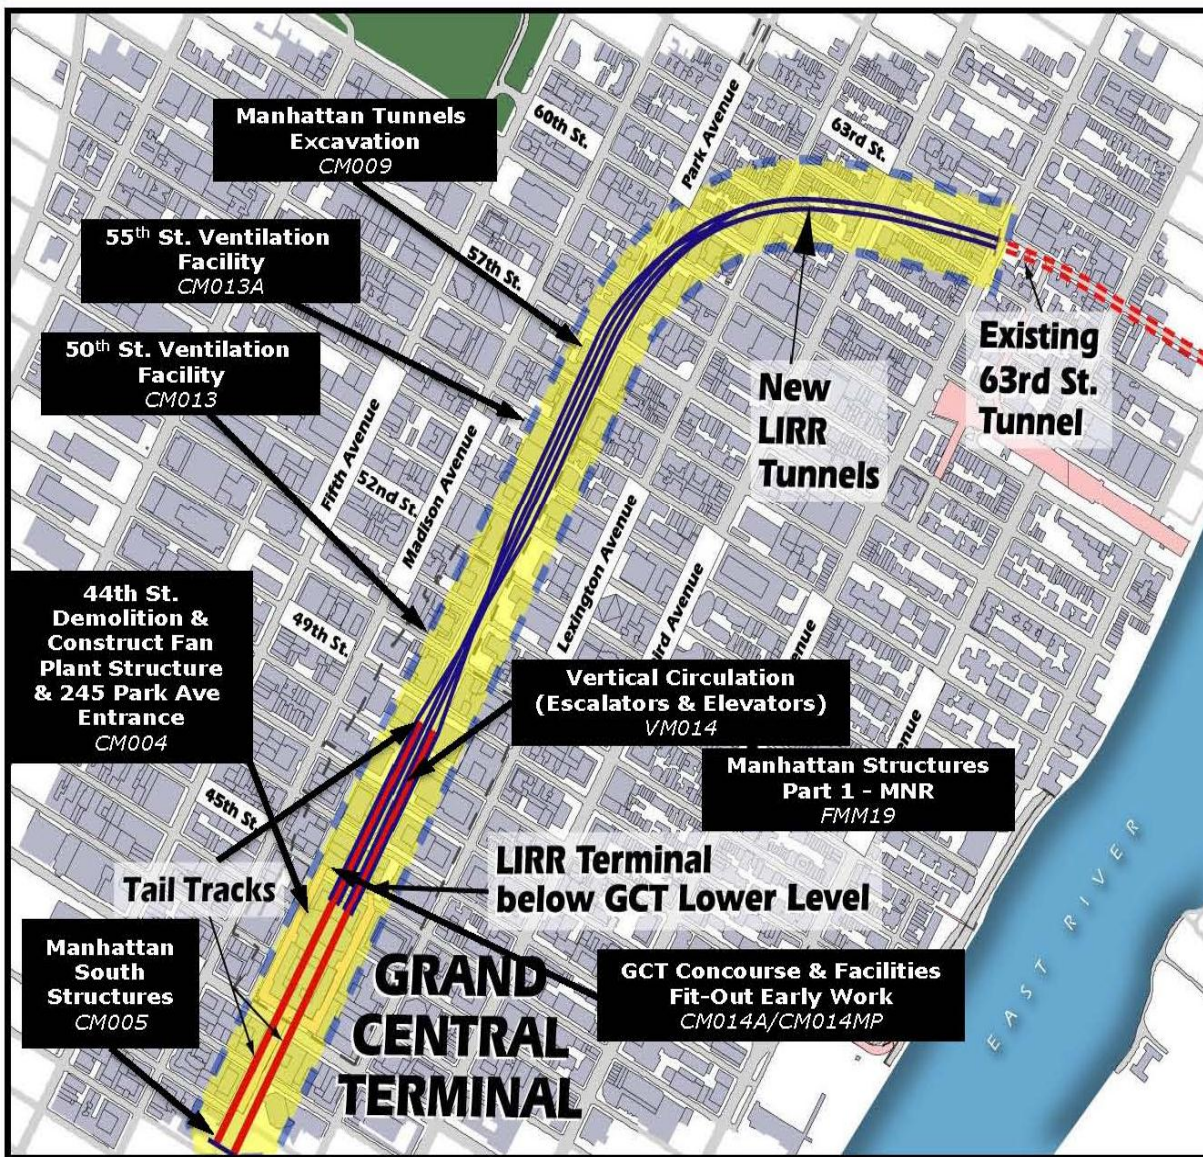 60th St.
Park Avenue
63rd St.
Manhattan Tunnels
Excavation
CM009
55th St. Ventilation
Facility
CM013A
57th St.
50th St. Ventilation
Facility
CM013
New
LIRR
Tunnels
Existing
63rd St.
Tunnel
Fifth Avenue
52nd St.
Madison Avenue
44th St.
Demolition &
Construct Fan
Plant Structure
& 245 Park Ave
Entrance
CM004
49th St.
Lexington Avenue
ird Avenue
venue
venue
Vertical Circulation
(Escalators & Elevators)
VM014
Manhattan Structures
Part 1 - MNR
FMM19
45th St.
Tail Tracks
LIRR Terminal
below GCT Lower Level
Manhattan
South
Structures
CM005
GRAND
CENTRAL
TERMINAL
GCT Concourse & Facilities
Fit-Out Early Work
CM014A/CM014MP
EAST RIVER